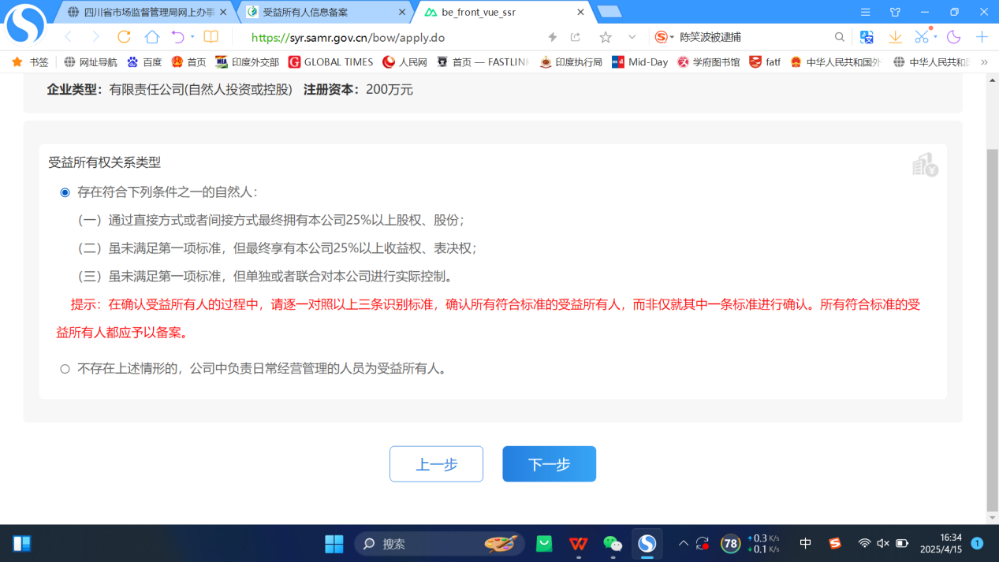 四川省市场监督管理局网上办事
受益所有人信息备案
be_front_vue_ssr
https://syr.samr.gov.cn/bow/apply.do
陈笑波被逮捕
书签
网址导航
百度
首页
印度外交部
GLOBAL TIMES
人民网
首页 — FASTLIN
印度执行局
Mid-Day
学府图书馆
fatf
中华人民共和国外
中华人民共和国
企业类型：有限责任公司(自然人投资或控股) 注册资本：200万元
受益所有权关系类型
存在符合下列条件之一的自然人：
（一）通过直接方式或者间接方式最终拥有本公司25%以上股权、股份；
（二）虽未满足第一项标准，但最终享有本公司25%以上收益权、表决权；
（三）虽未满足第一项标准，但单独或者联合对本公司进行实际控制。
提示：在确认受益所有人的过程中，请逐一对照以上三条识别标准，确认所有符合标准的受益所有人，而非仅就其中一条标准进行确认。所有符合标准的受
益所有人都应予以备案。
不存在上述情形的，公司中负责日常经营管理的人员为受益所有人。
上一步
下一步
搜索
78
↑0.3 K/s
↓0.1 K/s
中
16:34
2025/4/15
1